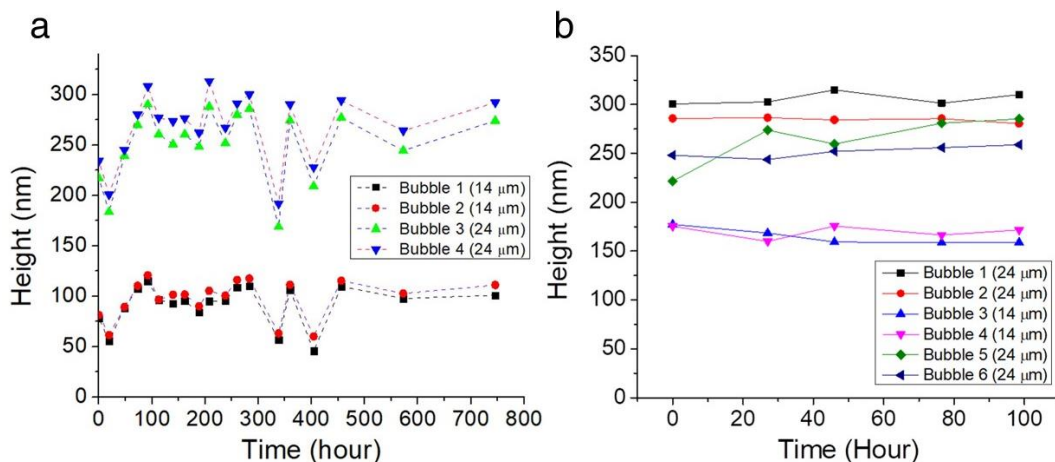 a
Height (nm)
350
300
250
200
150
100
50
0
0 100 200 300 400 500 600 700 800
Time (hour)
Bubble 1 (14 μm)
Bubble 2 (14 μm)
Bubble 3 (24 μm)
Bubble 4 (24 μm)
b
Height (nm)
350
300
250
200
150
100
50
0
0 20 40 60 80 100
Time (Hour)
Bubble 1 (24 μm)
Bubble 2 (24 μm)
Bubble 3 (14 μm)
Bubble 4 (14 μm)
Bubble 5 (24 μm)
Bubble 6 (24 μm)